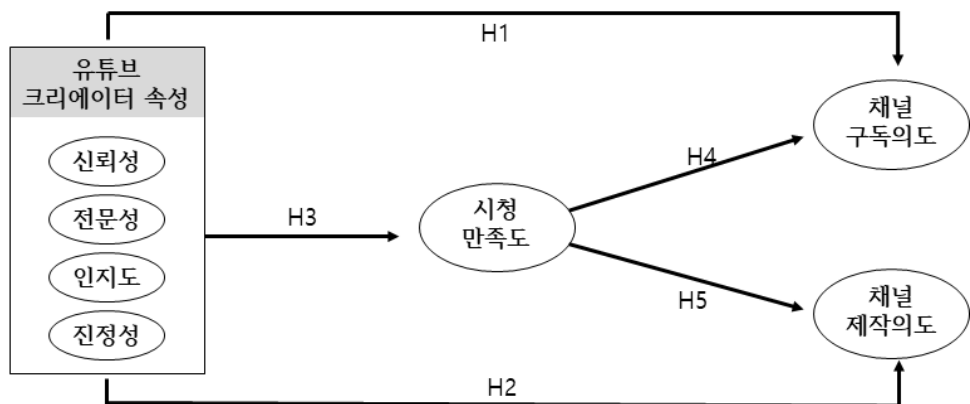 H1
유튜브
크리에이터 속성
신뢰성
전문성
인지도
진정성
H3
시청
만족도
H4
H5
채널
구독의도
채널
제작의도
H2